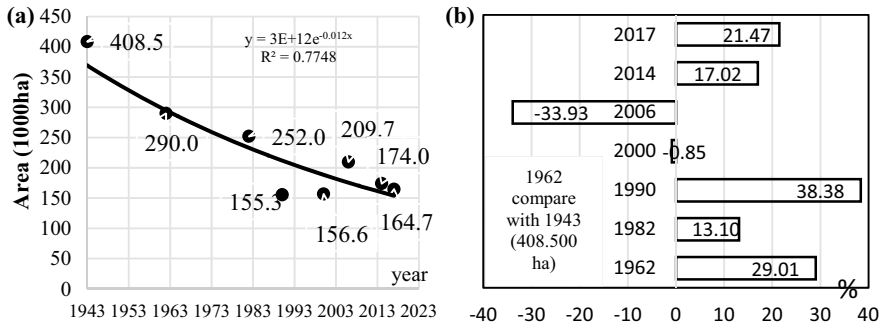 (a)
Area (1000ha)
450
400
350
300
250
200
150
100
50
0
408.5
y = 3E+12e-0.012x
R² = 0.7748
290.0
252.0
209.7
174.0
155.3
156.6
164.7
year
1943 1953 1963 1973 1983 1993 2003 2013 2023
(b)
2017 21.47
2014 17.02
-33.93 2006
2000 -0.85
1990 38.38
1982 13.10
1962 29.01
1962
compare
with 1943
(408.500
ha)
%
-40 -30 -20 -10 0 10 20 30 40